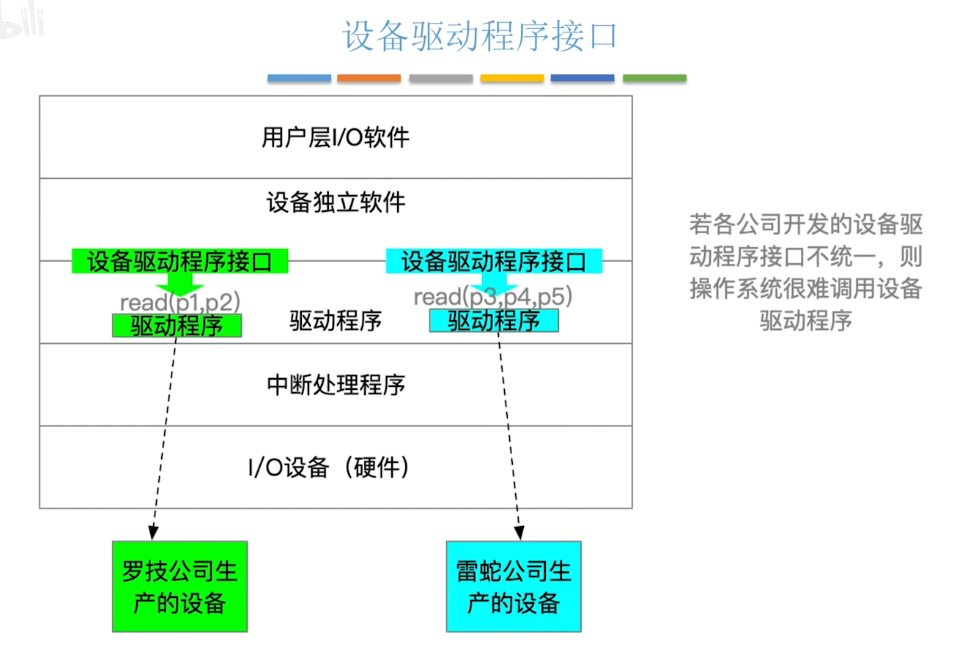 bili
设备驱动程序接口
用户层I/O软件
设备独立软件
设备驱动程序接口
设备驱动程序接口
read(p1,p2)
read(p3,p4,p5)
驱动程序
驱动程序
驱动程序
中断处理程序
I/O设备（硬件）
罗技公司生
产的设备
雷蛇公司生
产的设备
若各公司开发的设备驱
动程序接口不统一，则
操作系统很难调用设备
驱动程序